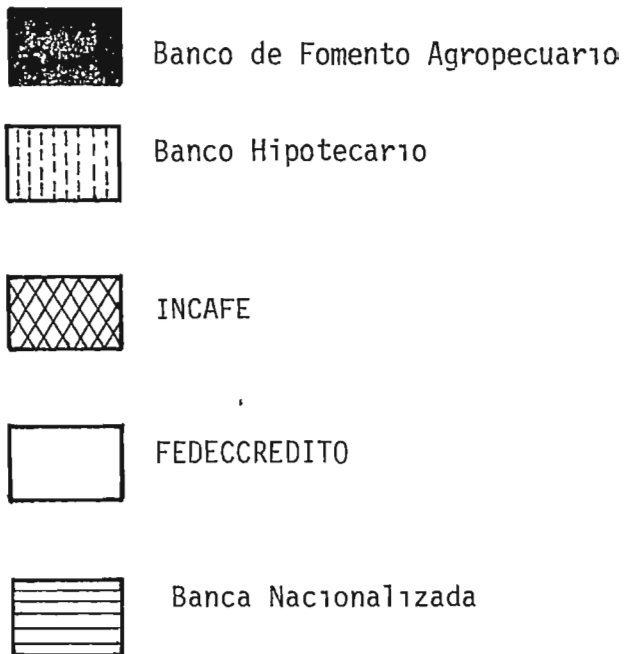 Banco de Fomento Agropecuario
Banco Hipotecario
INCAFE
FEDECCREDITO
Banca Nacionalizada